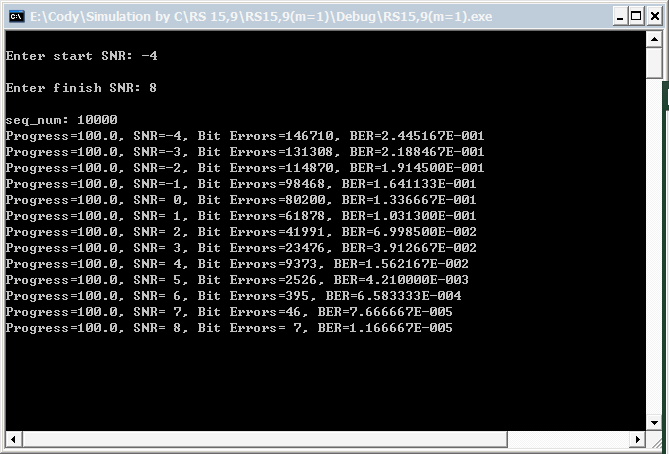 E:\Cody\Simulation by C\RS 15,9\RS15,9(m=1)\Debug\RS15,9(m=1).exe
Enter start SNR: -4
Enter finish SNR: 8
seq_num: 10000
Progress=100.0, SNR=-4, Bit Errors=146710, BER=2.445167E-001
Progress=100.0, SNR=-3, Bit Errors=131308, BER=2.188467E-001
Progress=100.0, SNR=-2, Bit Errors=114870, BER=1.914500E-001
Progress=100.0, SNR=-1, Bit Errors=98468, BER=1.641133E-001
Progress=100.0, SNR= 0, Bit Errors=80200, BER=1.336667E-001
Progress=100.0, SNR= 1, Bit Errors=61878, BER=1.031300E-001
Progress=100.0, SNR= 2, Bit Errors=41991, BER=6.998500E-002
Progress=100.0, SNR= 3, Bit Errors=23476, BER=3.912667E-002
Progress=100.0, SNR= 4, Bit Errors=9373, BER=1.562167E-002
Progress=100.0, SNR= 5, Bit Errors=2526, BER=4.210000E-003
Progress=100.0, SNR= 6, Bit Errors=395, BER=6.583333E-004
Progress=100.0, SNR= 7, Bit Errors=46, BER=7.666667E-005
Progress=100.0, SNR= 8, Bit Errors= 7, BER=1.166667E-005